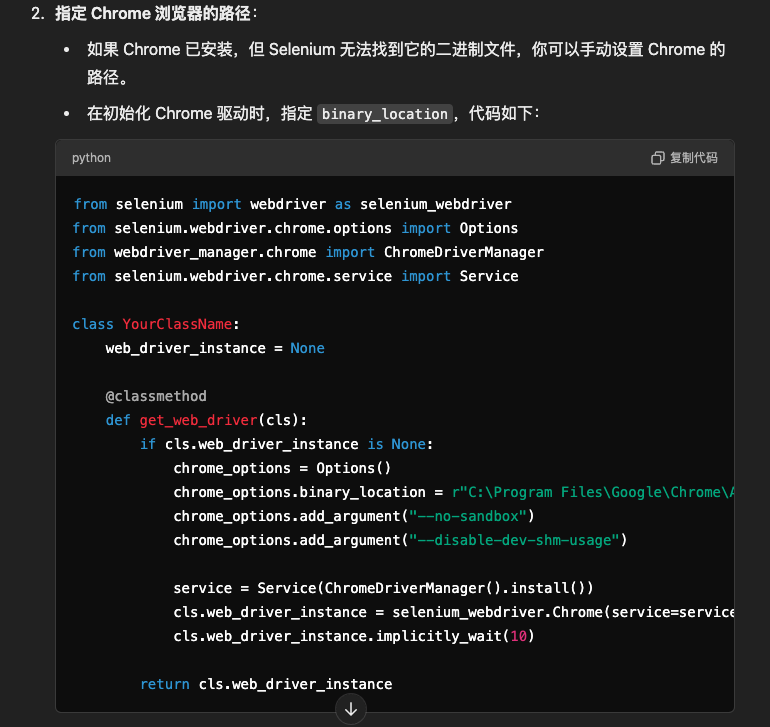 2. 指定 Chrome 浏览器的路径：
• 如果 Chrome 已安装，但 Selenium 无法找到它的二进制文件，你可以手动设置 Chrome 的
路径。
• 在初始化 Chrome 驱动时，指定 binary_location，代码如下：
python 复制代码
from selenium import webdriver as selenium_webdriver
from selenium.webdriver.chrome.options import Options
from webdriver_manager.chrome import ChromeDriverManager
from selenium.webdriver.chrome.service import Service
class YourClassName:
    web_driver_instance = None
    @classmethod
    def get_web_driver(cls):
        if cls.web_driver_instance is None:
            chrome_options = Options()
            chrome_options.binary_location = r"C:\Program Files\Google\Chrome\A
            chrome_options.add_argument("--no-sandbox")
            chrome_options.add_argument("--disable-dev-shm-usage")
            service = Service(ChromeDriverManager().install())
            cls.web_driver_instance = selenium_webdriver.Chrome(service=service
            cls.web_driver_instance.implicitly_wait(10)
        return cls.web_driver_instance